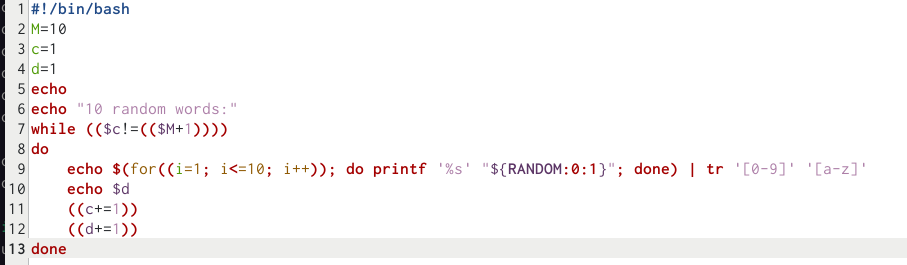 1 #!/bin/bash
2 M=10
3 c=1
4 d=1
5 echo
6 echo "10 random words:"
7 while (($c!=(($M+1))))
8 do
9     echo $(for((i=1; i<=10; i++)); do printf '%s' "${RANDOM:0:1}"; done) | tr '[0-9]' '[a-z]'
10     echo $d
11     ((c+=1))
12     ((d+=1))
13 done